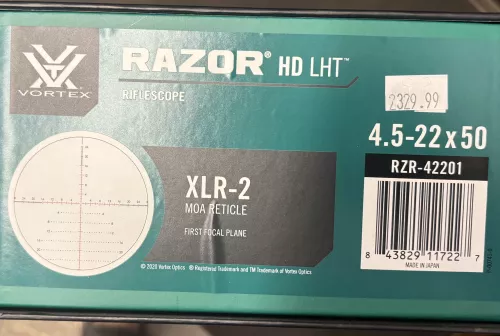 RAZOR® HD LHT™
VORTEX®
RIFLESCOPE
2329.99
4.5-22x50
RZR-42201
XLR-2
MOA RETICLE
FIRST FOCAL PLANE
8 43829 11722 7
MADE IN JAPAN
© 2020 Vortex Optics ® Registered Trademark and TM Trademark of Vortex Optics